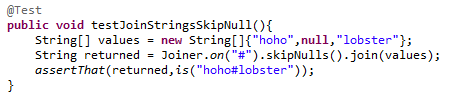 @Test
public void testJoinStringsSkipNull(){
    String[] values = new String[]{"hoho",null,"lobster"};
    String returned = Joiner.on("#").skipNulls().join(values);
    assertThat(returned,is("hoho#lobster"));
}